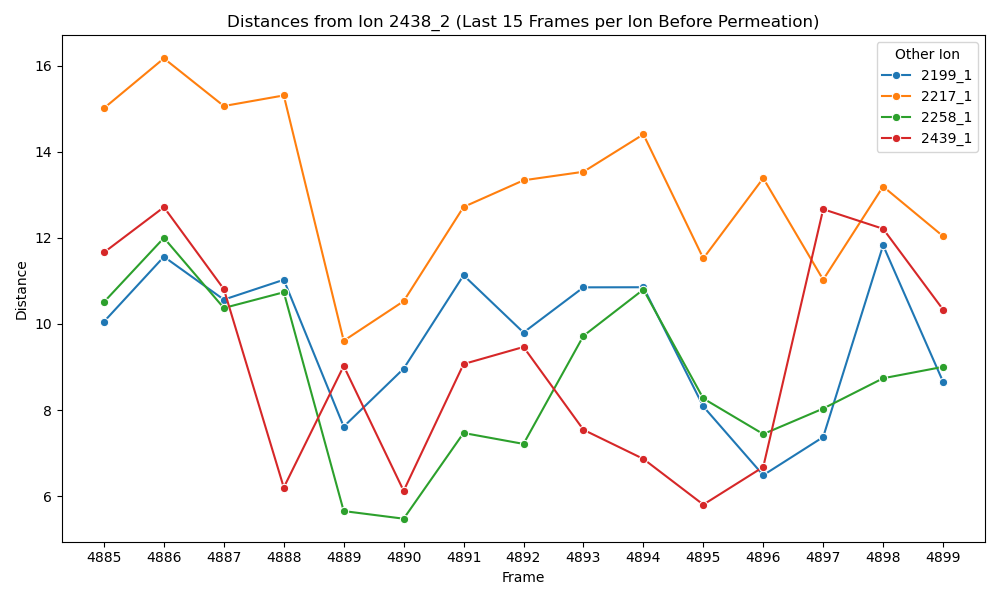 Distances from Ion 2438_2 (Last 15 Frames per Ion Before Permeation)
Other Ion
2199_1
2217_1
2258_1
2439_1
Distance
16
14
12
10
8
6
4885 4886 4887 4888 4889 4890 4891 4892 4893 4894 4895 4896 4897 4898 4899
Frame